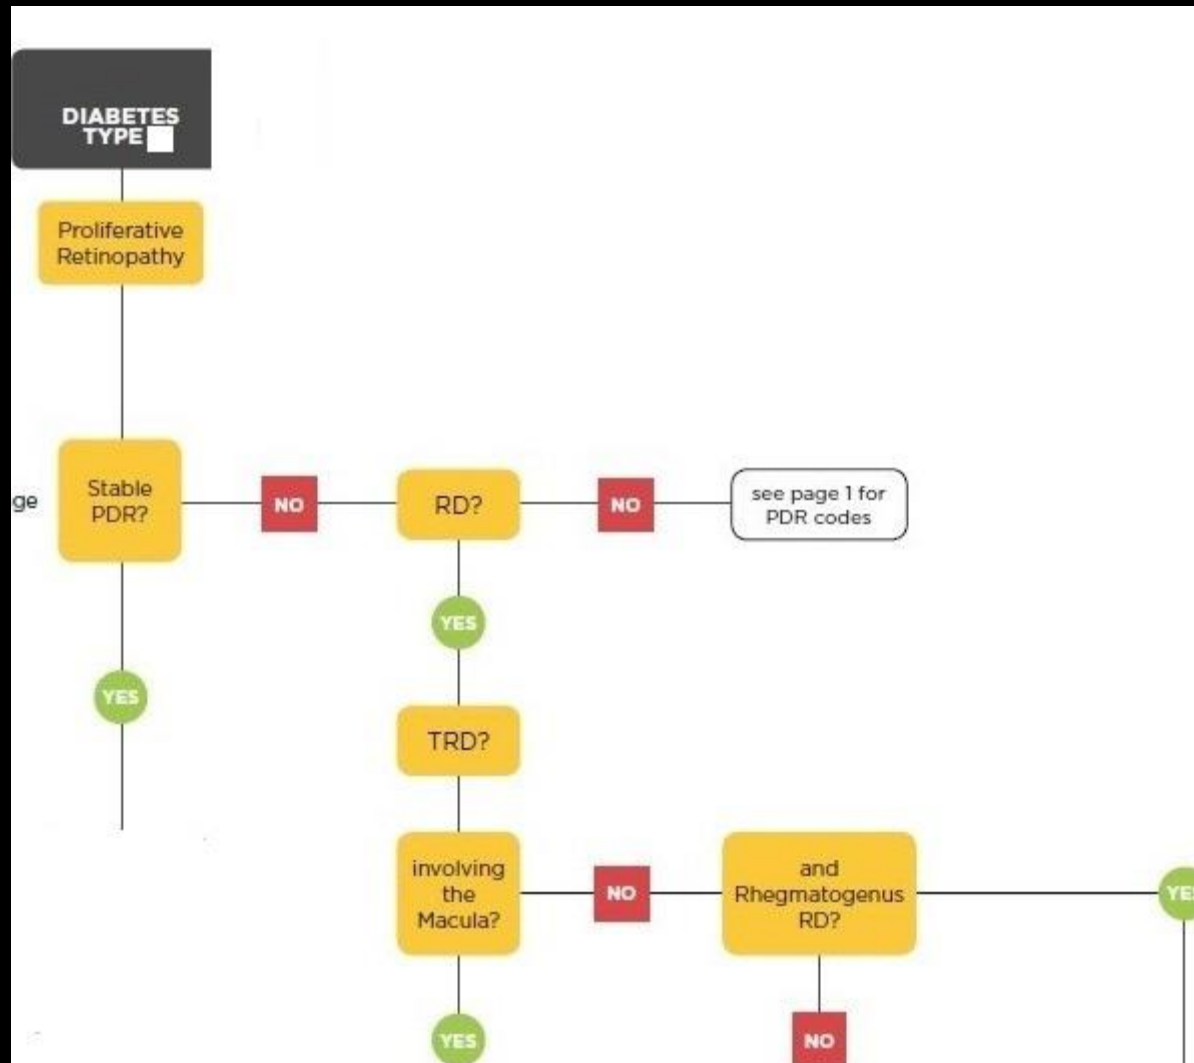 DIABETES
TYPE
Proliferative
Retinopathy
ge
Stable
PDR?
NO
RD?
NO
see page 1 for
PDR codes
YES
YES
TRD?
involving
the
Macula?
NO
and
Rhegmatogenus
RD?
YES
NO